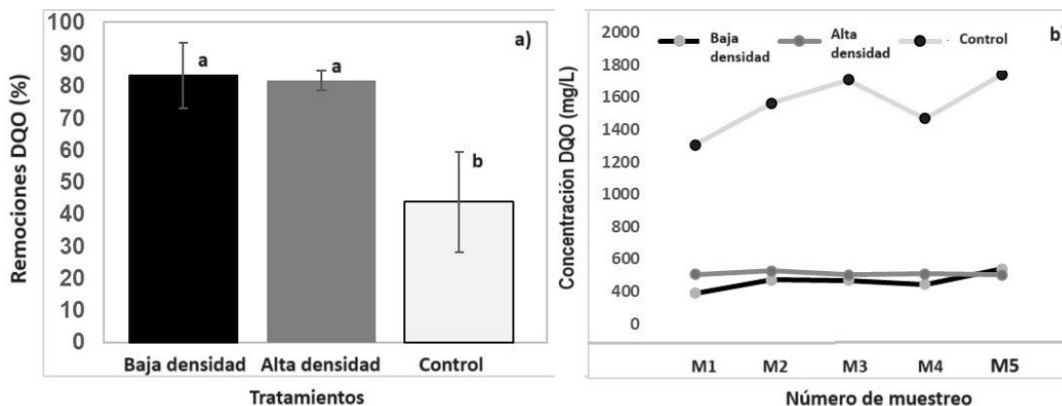 a)
Remociones DQO (%)
100
90
80
70
60
50
40
30
20
10
0
a
a
b
Baja densidad
Alta densidad
Control
Tratamientos
b)
Concentración DQO (mg/L)
Baja
densidad
Alta
densidad
Control
2000
1800
1600
1400
1200
1000
800
600
400
0
M1
M2
M3
M4
M5
Número de muestreo